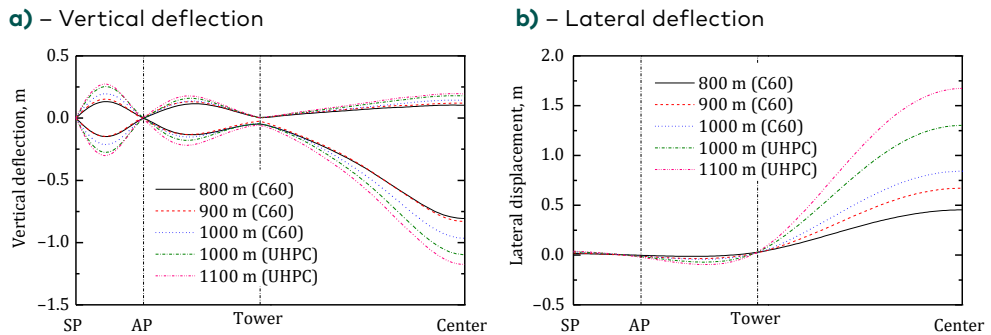 a) – Vertical deflection
0.5
0.0
−0.5
−1.0
−1.5
Vertical deflection, m
800 m (C60)
900 m (C60)
1000 m (C60)
1000 m (UHPC)
1100 m (UHPC)
SP
AP
Tower
Center
b) – Lateral deflection
2.0
1.5
1.0
0.5
0.0
−0.5
Lateral displacement, m
800 m (C60)
900 m (C60)
1000 m (C60)
1000 m (UHPC)
1100 m (UHPC)
SP
AP
Tower
Center